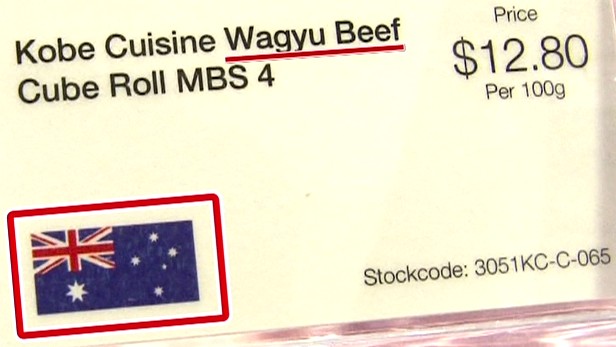 Kobe Cuisine Wagyu Beef
Cube Roll MBS 4
Price
$12.80
Per 100g
Stockcode: 3051KC-C-065